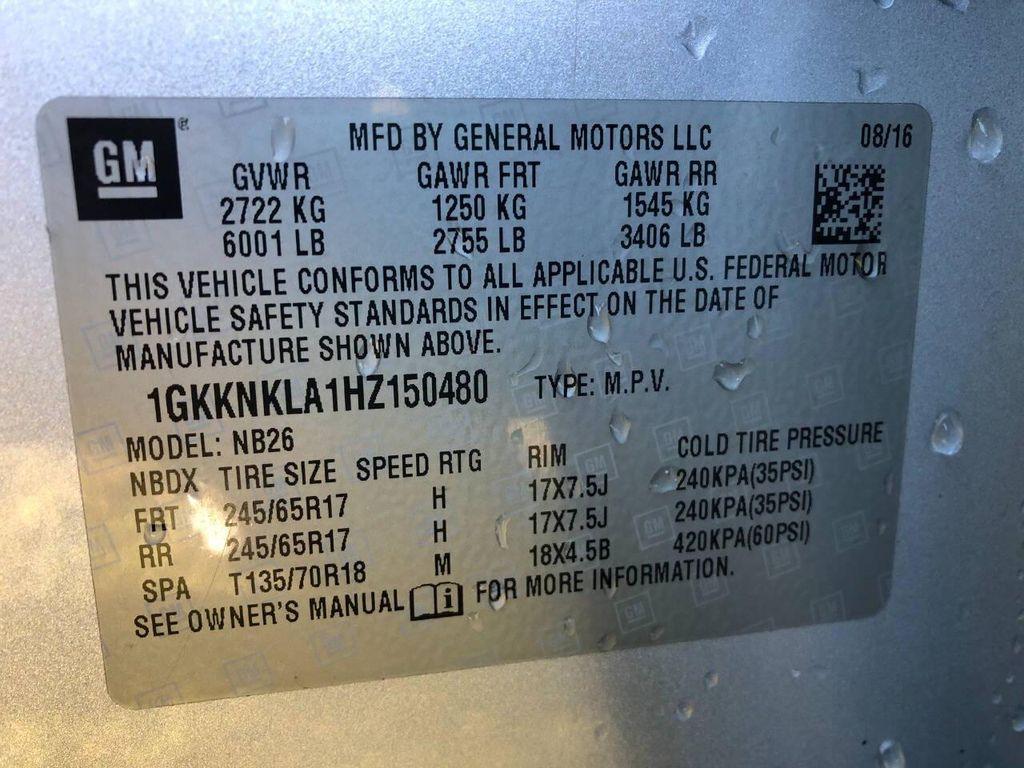 GM ® MFD BY GENERAL MOTORS LLC 08/16
GVWR GAWR FRT GAWR RR
2722 KG 1250 KG 1545 KG
6001 LB 2755 LB 3406 LB
THIS VEHICLE CONFORMS TO ALL APPLICABLE U.S. FEDERAL MOTOR
VEHICLE SAFETY STANDARDS IN EFFECT ON THE DATE OF
MANUFACTURE SHOWN ABOVE.
1GKKNKLA1HZ150480 TYPE: M.P.V.
MODEL: NB26
NBDX TIRE SIZE SPEED RTG RIM COLD TIRE PRESSURE
FRT 245/65R17 H 17X7.5J 240KPA(35PSI)
RR 245/65R17 H 17X7.5J 240KPA(35PSI)
SPA T135/70R18 M 18X4.5B 420KPA(60PSI)
SEE OWNER'S MANUAL i FOR MORE INFORMATION.